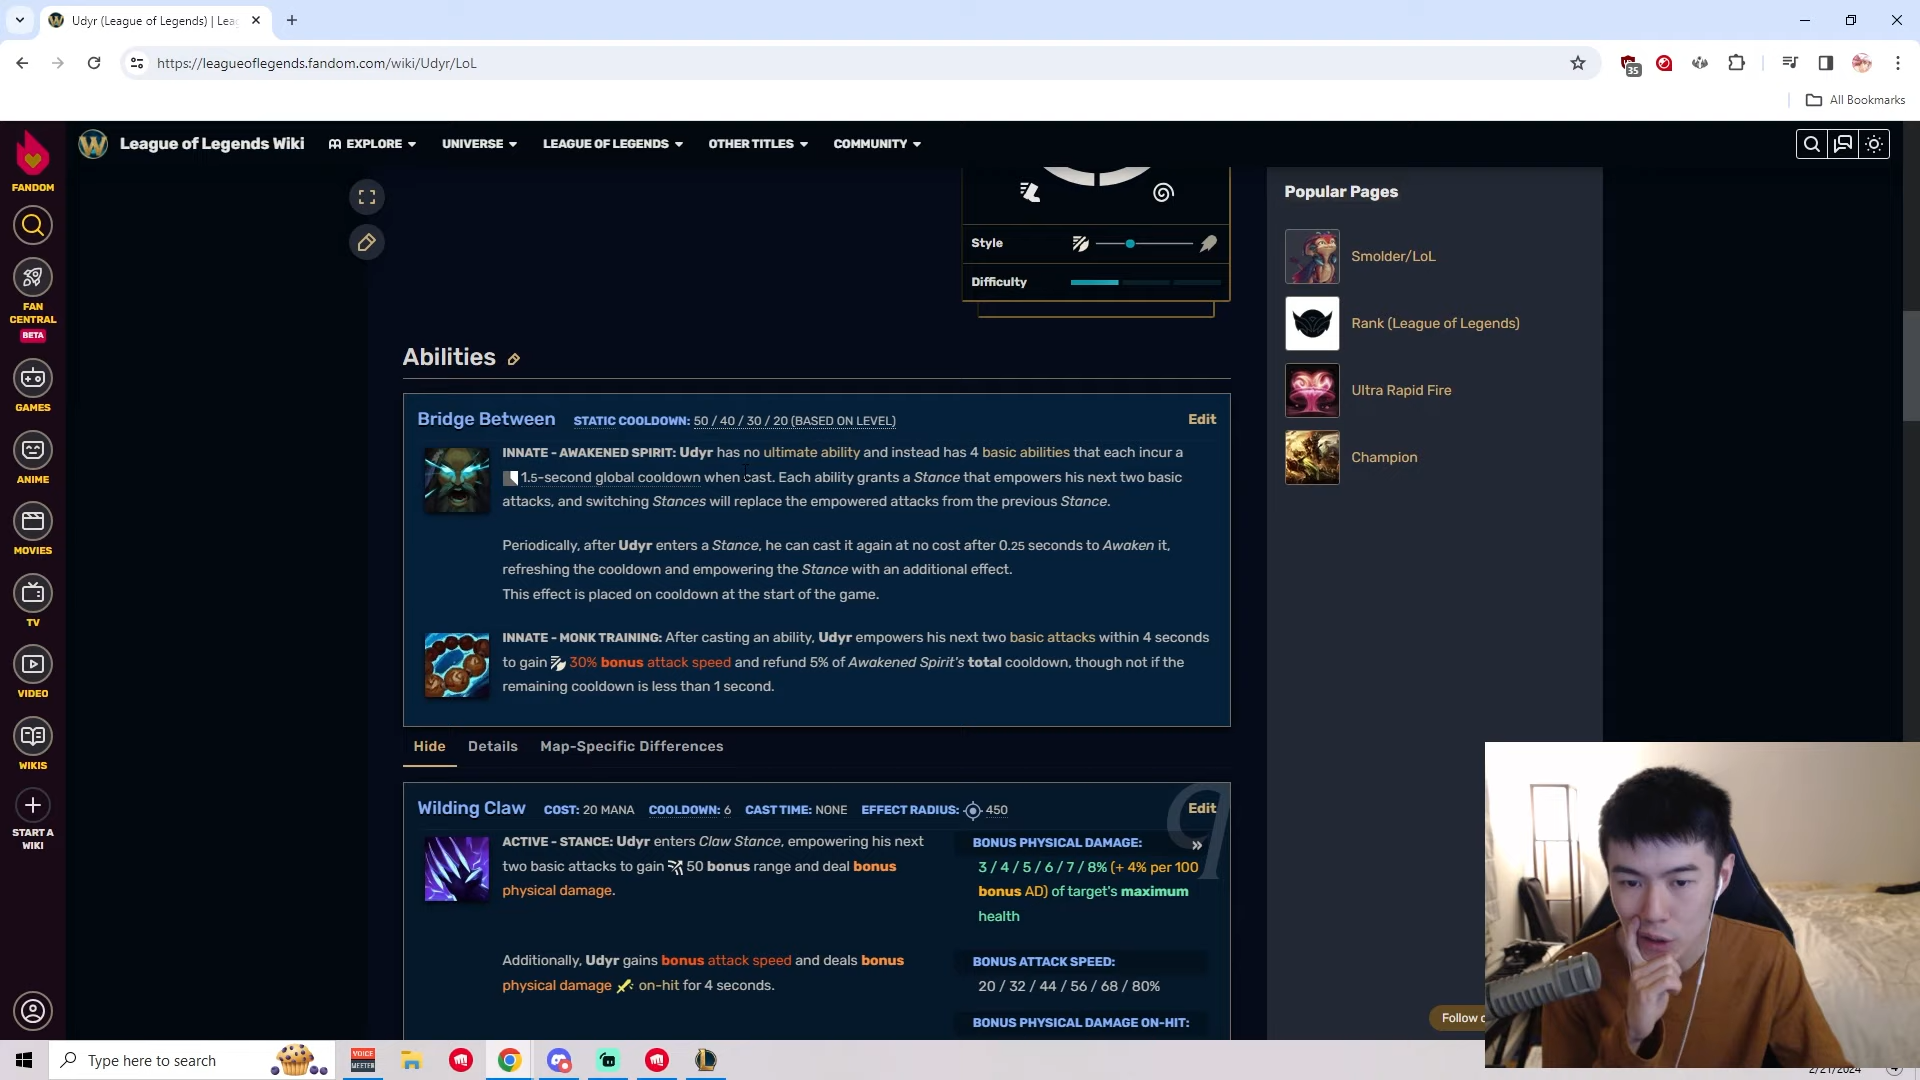 Udyr (League of Legends) | Leag
https://leagueoflegends.fandom.com/wiki/Udyr/LoL
35
All Bookmarks
FANDOM
FAN CENTRAL
BETA
GAMES
ANIME
MOVIES
TV
VIDEO
WIKIS
START A WIKI
League of Legends Wiki
EXPLORE
UNIVERSE
LEAGUE OF LEGENDS
OTHER TITLES
COMMUNITY
Style
Difficulty
Popular Pages
Smolder/LoL
Rank (League of Legends)
Ultra Rapid Fire
Champion
Abilities
Bridge Between STATIC COOLDOWN: 50 / 40 / 30 / 20 (BASED ON LEVEL) Edit
INNATE - AWAKENED SPIRIT: Udyr has no ultimate ability and instead has 4 basic abilities that each incur a
1.5-second global cooldown when cast. Each ability grants a Stance that empowers his next two basic
attacks, and switching Stances will replace the empowered attacks from the previous Stance.
Periodically, after Udyr enters a Stance, he can cast it again at no cost after 0.25 seconds to Awaken it,
refreshing the cooldown and empowering the Stance with an additional effect.
This effect is placed on cooldown at the start of the game.
INNATE - MONK TRAINING: After casting an ability, Udyr empowers his next two basic attacks within 4 seconds
to gain 30% bonus attack speed and refund 5% of Awakened Spirit's total cooldown, though not if the
remaining cooldown is less than 1 second.
Hide Details Map-Specific Differences
Wilding Claw COST: 20 MANA COOLDOWN: 6 CAST TIME: NONE EFFECT RADIUS: 450 Edit
q
ACTIVE - STANCE: Udyr enters Claw Stance, empowering his next
two basic attacks to gain 50 bonus range and deal bonus
physical damage.
Additionally, Udyr gains bonus attack speed and deals bonus
physical damage on-hit for 4 seconds.
BONUS PHYSICAL DAMAGE: »
3 / 4 / 5 / 6 / 7 / 8% (+ 4% per 100
bonus AD) of target's maximum
health
BONUS ATTACK SPEED:
20 / 32 / 44 / 56 / 68 / 80%
BONUS PHYSICAL DAMAGE ON-HIT:
Follow
Type here to search
VOICE
MEETER
2/21/2024